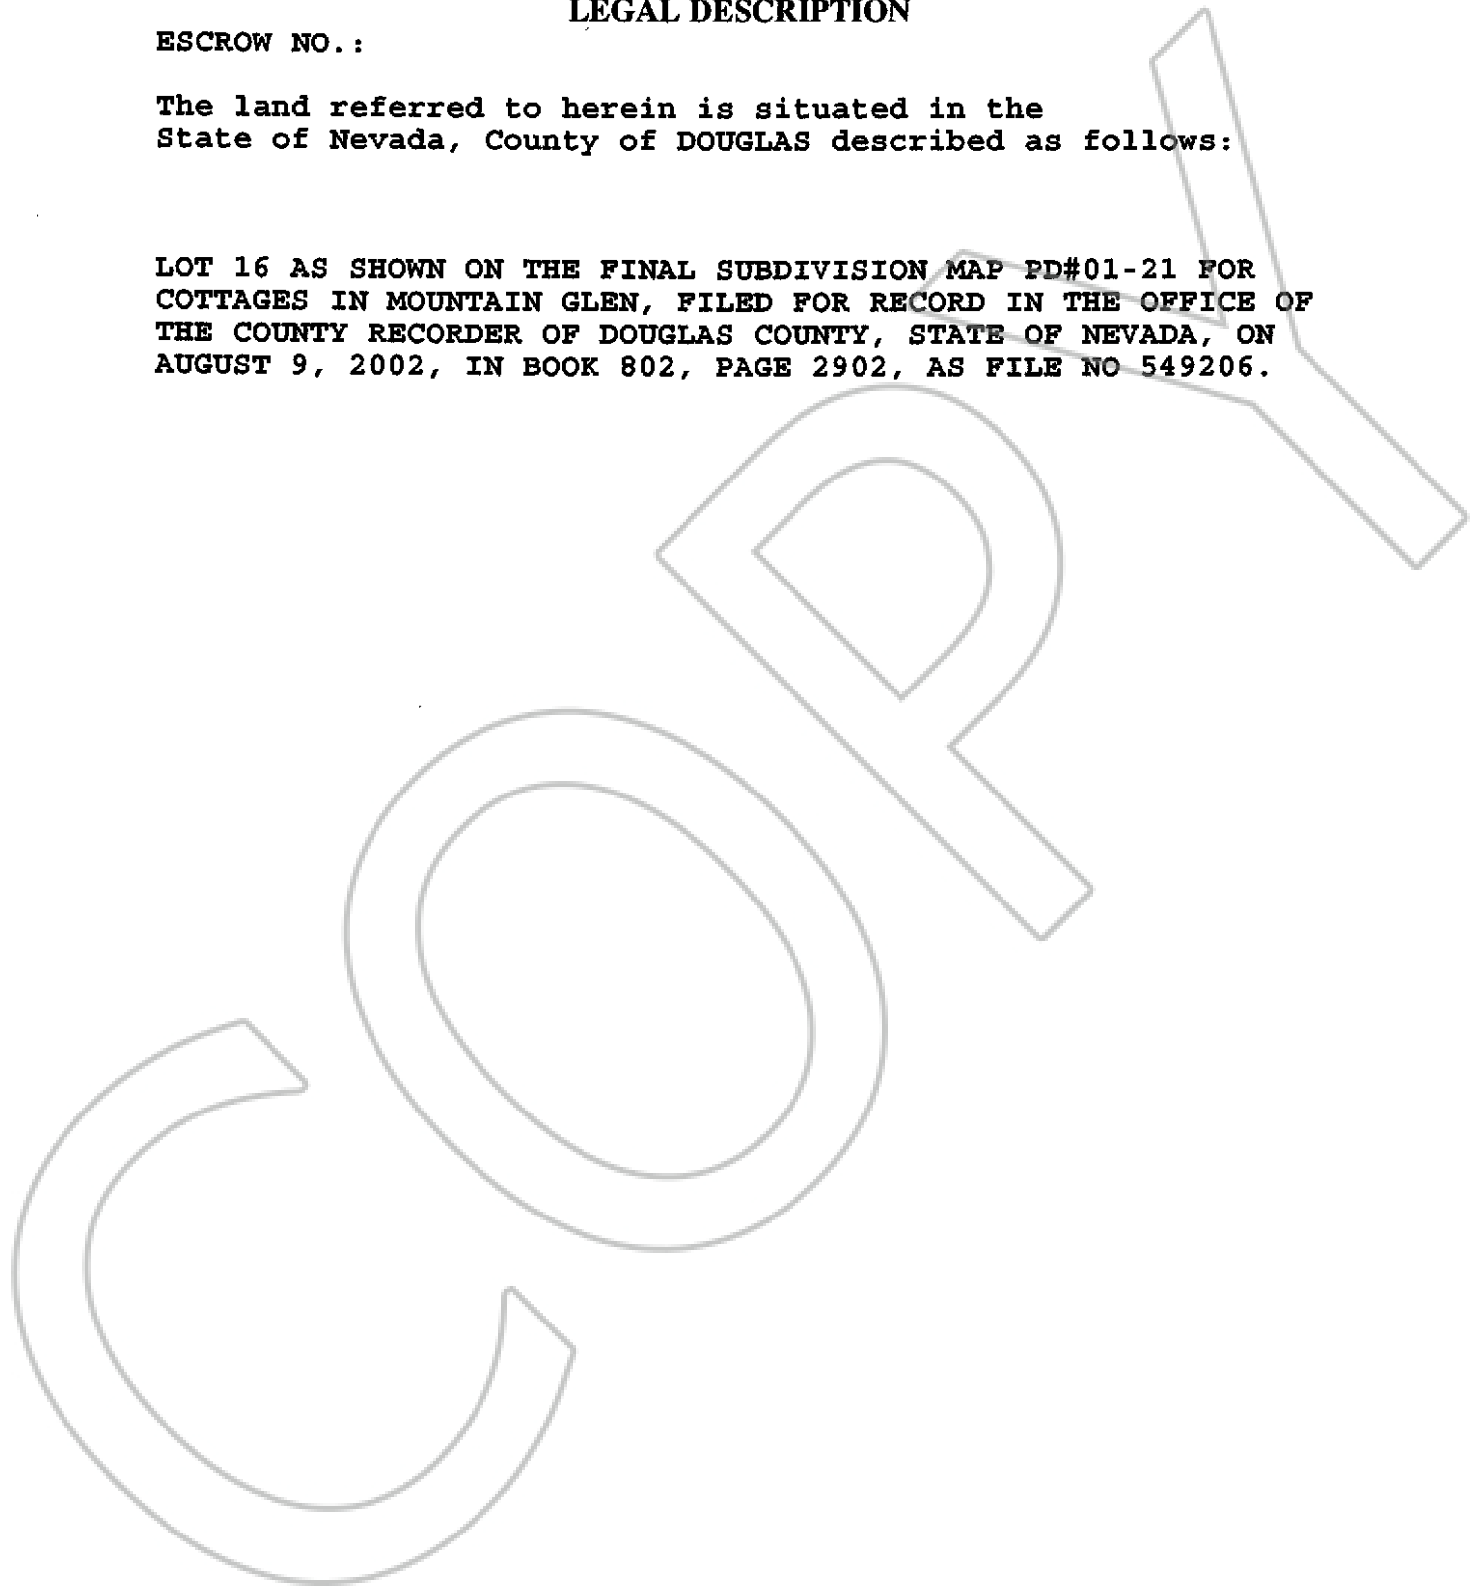 LEGAL DESCRIPTION
ESCROW NO.:
The land referred to herein is situated in the
State of Nevada, County of DOUGLAS described as follows:
LOT 16 AS SHOWN ON THE FINAL SUBDIVISION MAP PD#01-21 FOR
COTTAGES IN MOUNTAIN GLEN, FILED FOR RECORD IN THE OFFICE OF
THE COUNTY RECORDER OF DOUGLAS COUNTY, STATE OF NEVADA, ON
AUGUST 9, 2002, IN BOOK 802, PAGE 2902, AS FILE NO 549206.
COPY